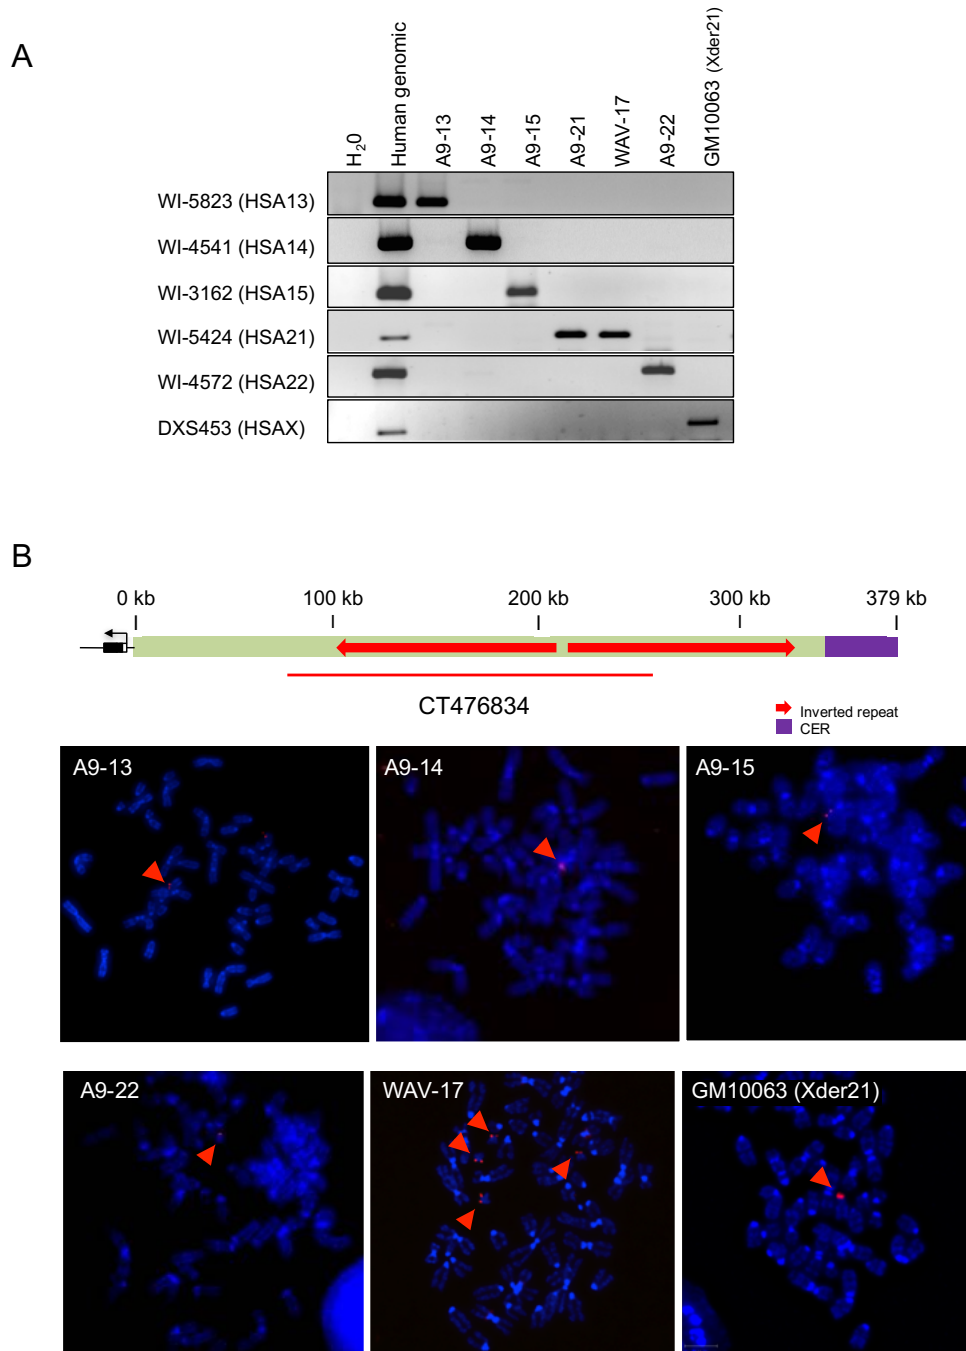 A
H20
Human genomic
A9-13
A9-14
A9-15
A9-21
WAV-17
A9-22
GM10063 (Xder21)
WI-5823 (HSA13)
WI-4541 (HSA14)
WI-3162 (HSA15)
WI-5424 (HSA21)
WI-4572 (HSA22)
DXS453 (HSAX)
B
0 kb 100 kb 200 kb 300 kb 379 kb
CT476834
Inverted repeat
CER
A9-13 A9-14 A9-15
A9-22 WAV-17 GM10063 (Xder21)